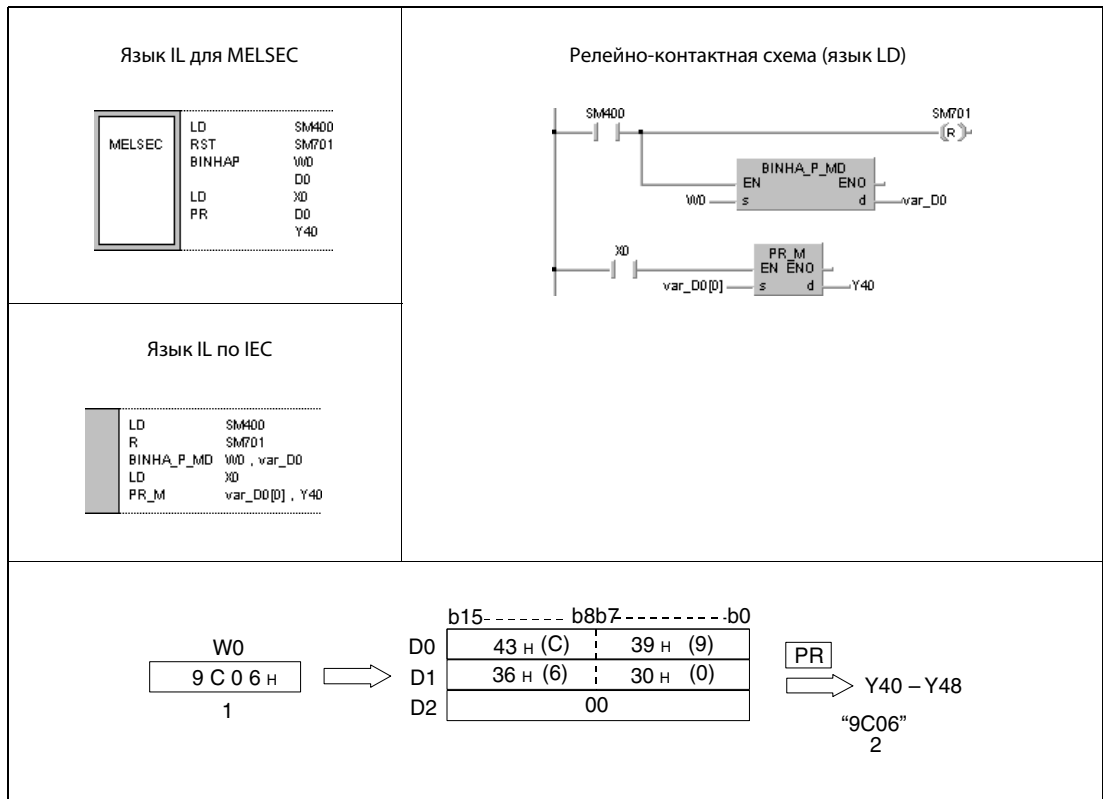 Язык IL для MELSEC
MELSEC
LD SM400
RST SM701
BINHAP W0
D0
LD X0
PR D0
Y40
Релейно-контактная схема (язык LD)
SM400 SM701
R
BINHA_P_MD
EN ENO
W0 s d var_D0
X0
PR_M
EN ENO
var_D0[0] s d Y40
Язык IL по IEC
LD SM400
R SM701
BINHA_P_MD W0 , var_D0
LD X0
PR_M var_D0[0] , Y40
b15------- b8b7---------b0
W0
9 C 0 6 H
1
D0 43 H (C) 39 H (9)
D1 36 H (6) 30 H (0)
D2 00
PR
Y40 – Y48
“9C06”
2